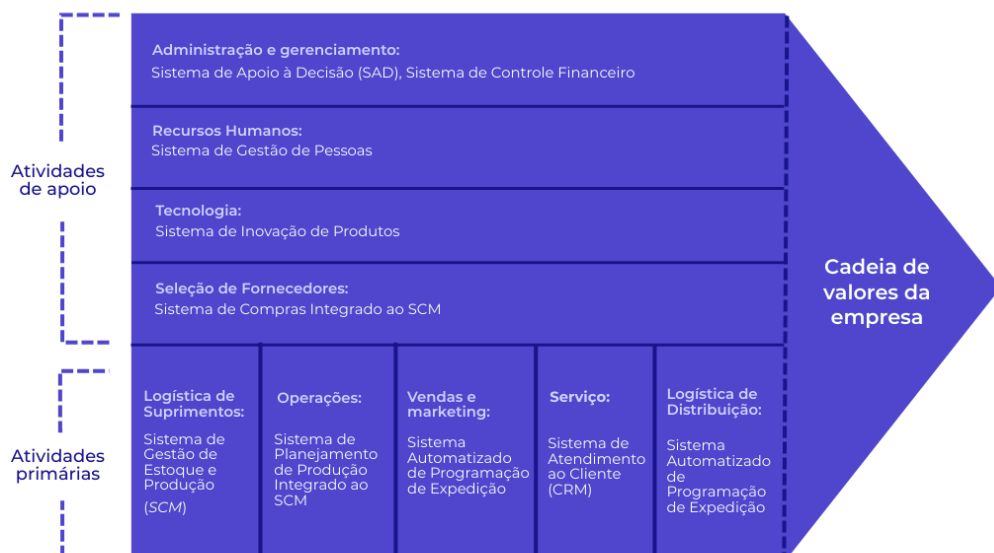 Atividades
de apoio
Administração e gerenciamento:
Sistema de Apoio à Decisão (SAD), Sistema de Controle Financeiro
Recursos Humanos:
Sistema de Gestão de Pessoas
Tecnologia:
Sistema de Inovação de Produtos
Seleção de Fornecedores:
Sistema de Compras Integrado ao SCM
Atividades
primárias
Logística de
Suprimentos:
Sistema de
Gestão de
Estoque e
Produção
(SCM)
Operações:
Sistema de
Planejamento
de Produção
Integrado ao
SCM
Vendas e
marketing:
Sistema
Automatizado
de Programação
de Expedição
Serviço:
Sistema de
Atendimento
ao Cliente
(CRM)
Logística de
Distribuição:
Sistema
Automatizado
de
Programação
de Expedição
Cadeia de
valores da
empresa